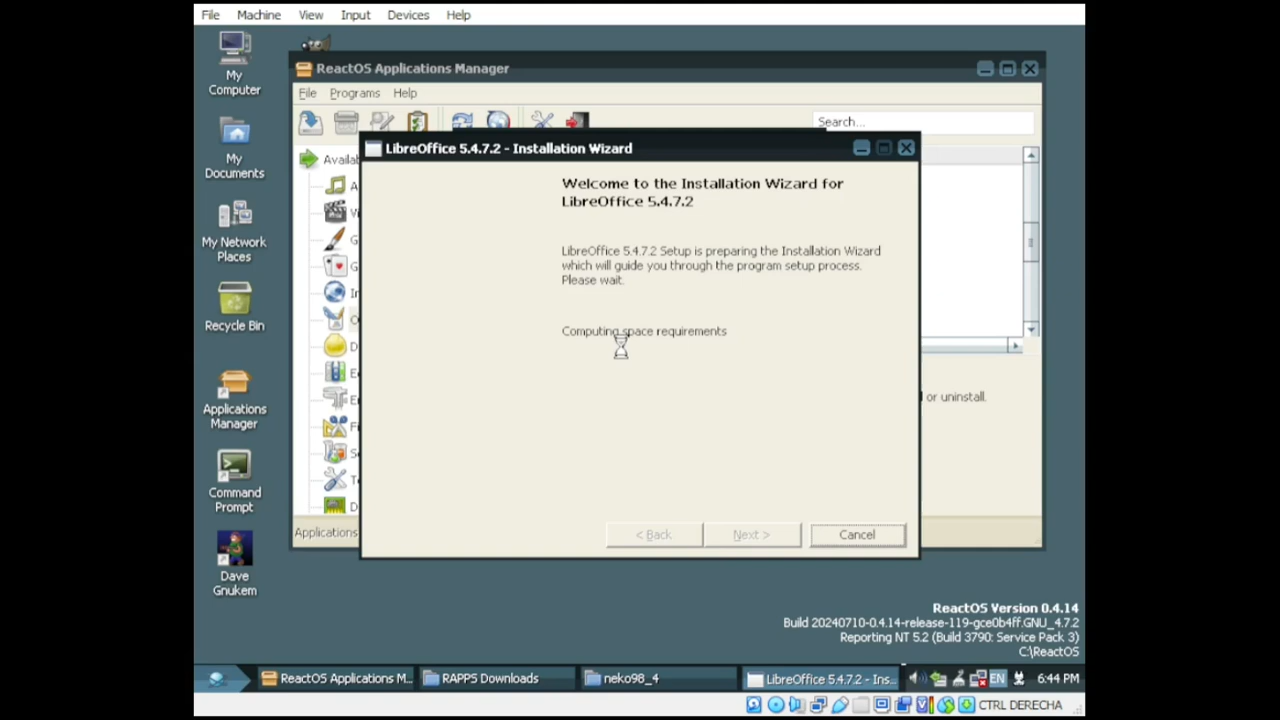 File Machine View Input Devices Help
My
Computer
My
Documents
My Network
Places
Recycle Bin
Applications
Manager
Command
Prompt
Dave
Gnukem
ReactOS Applications Manager
File Programs Help
Search...
Availa
or uninstall.
Applications
LibreOffice 5.4.7.2 - Installation Wizard
Welcome to the Installation Wizard for
LibreOffice 5.4.7.2
LibreOffice 5.4.7.2 Setup is preparing the Installation Wizard
which will guide you through the program setup process.
Please wait.
Computing space requirements
< Back Next > Cancel
ReactOS Version 0.4.14
Build 20240710-0.4.14-release-119-gce0b4ff.GNU_4.7.2
Reporting NT 5.2 (Build 3790: Service Pack 3)
C:\ReactOS
ReactOS Applications M... RAPPS Downloads neko98_4 LibreOffice 5.4.7.2 - Ins... EN 6:44 PM
CTRL DERECHA